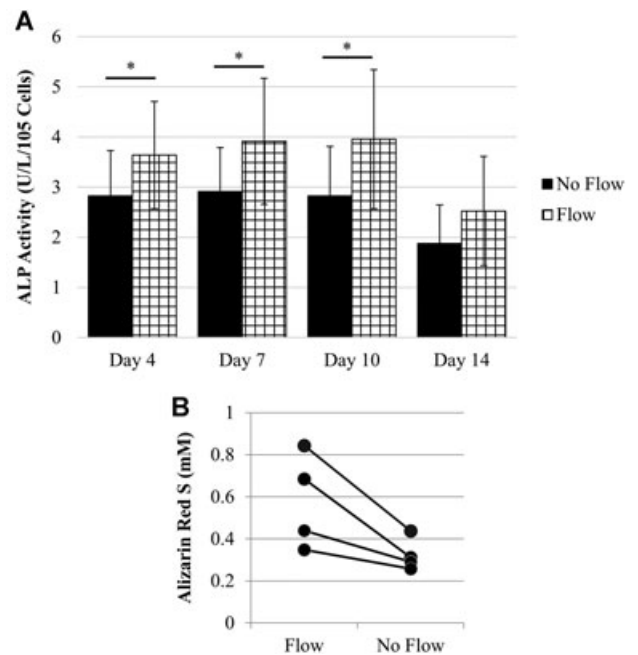 A
ALP Activity (U/L/105 Cells)
6
5
4
3
2
1
0
*
*
*
Day 4
Day 7
Day 10
Day 14
No Flow
Flow
B
Alizarin Red S (mM)
1
0.8
0.6
0.4
0.2
0
Flow
No Flow